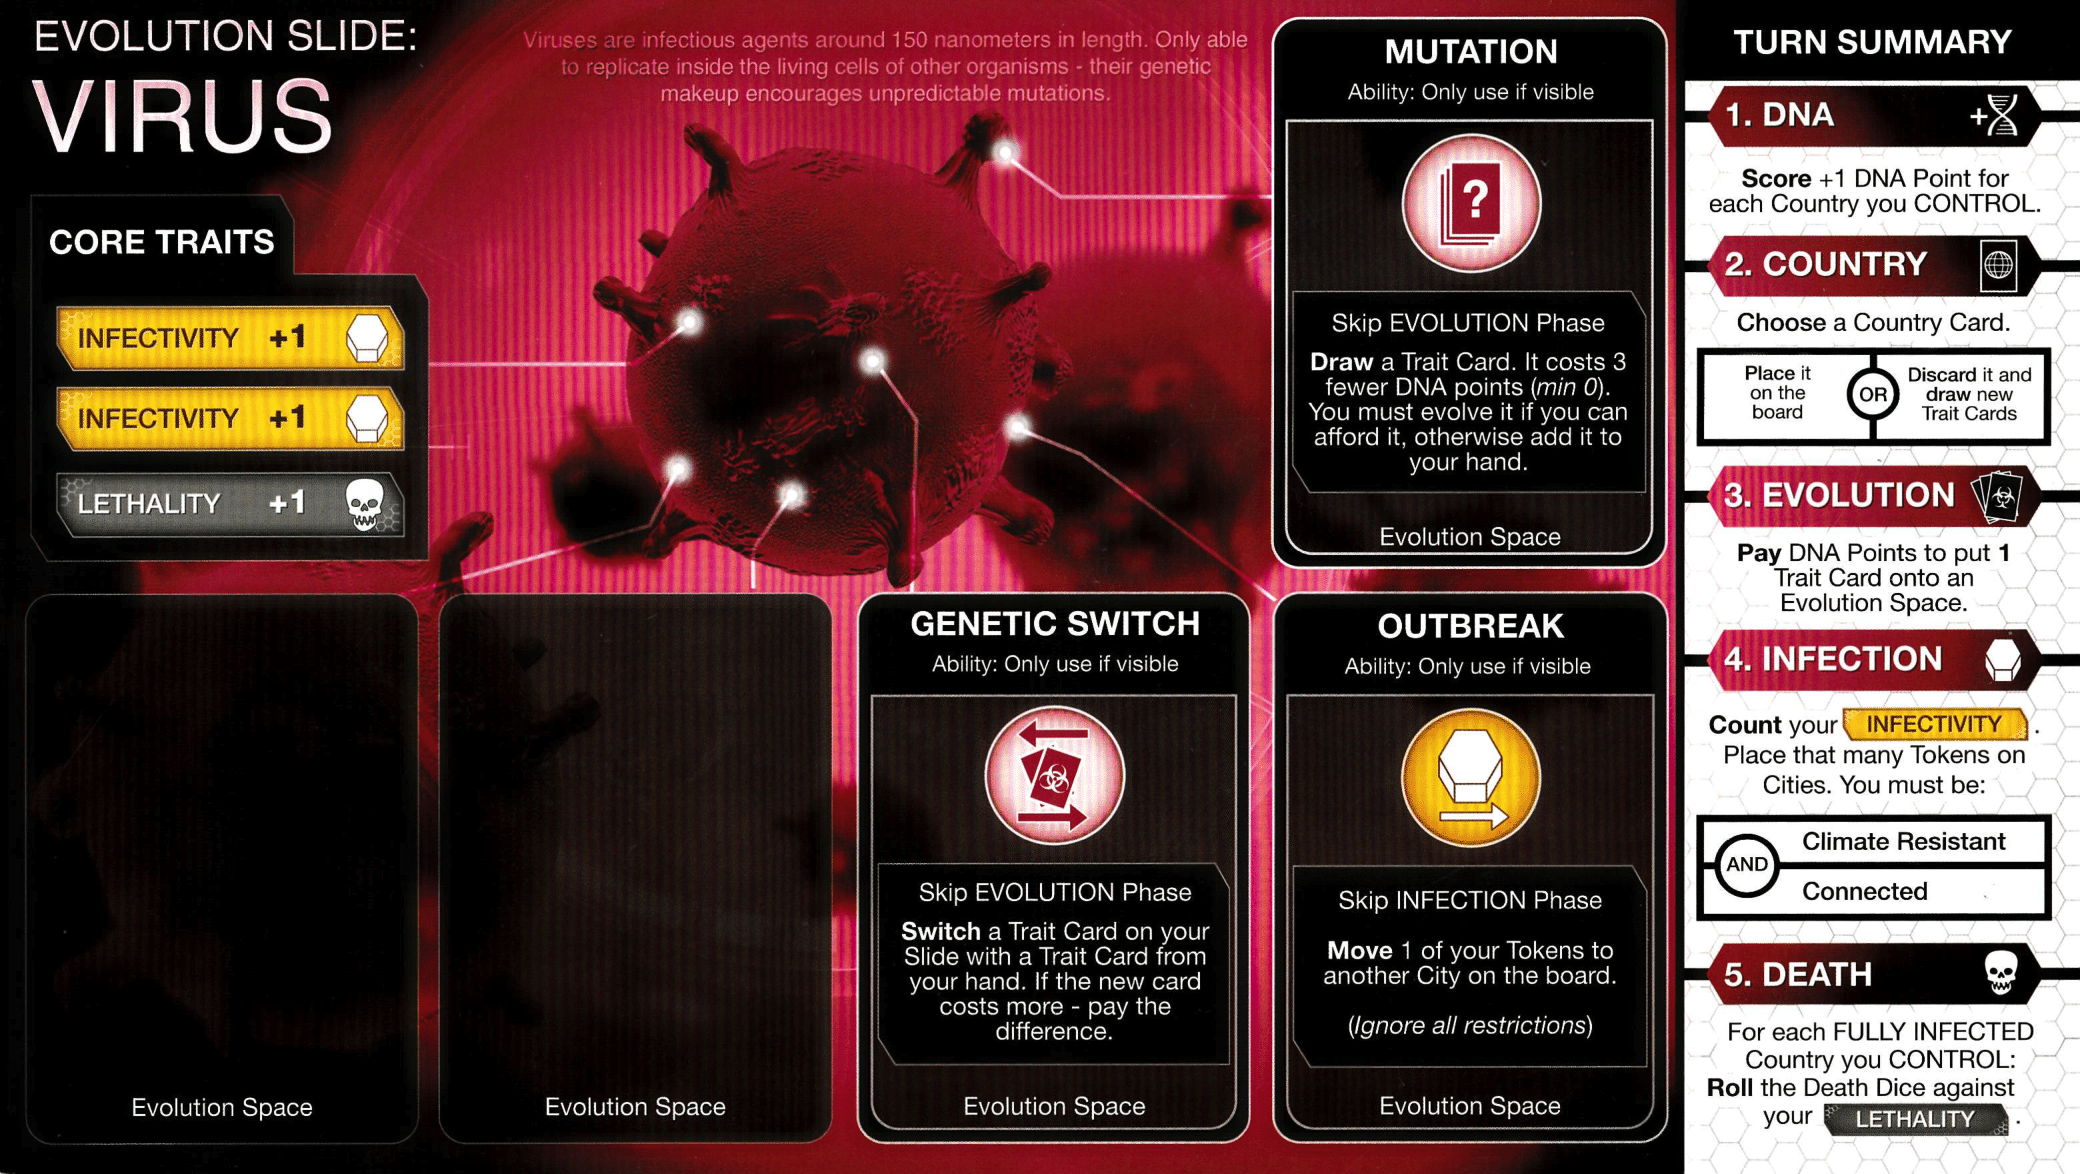 EVOLUTION SLIDE:
VIRUS
Viruses are infectious agents around 150 nanometers in length. Only able
to replicate inside the living cells of other organisms - their genetic
makeup encourages unpredictable mutations.
CORE TRAITS
INFECTIVITY +1
INFECTIVITY +1
LETHALITY +1
MUTATION
Ability: Only use if visible
?
Skip EVOLUTION Phase
Draw a Trait Card. It costs 3
fewer DNA points (min 0).
You must evolve it if you can
afford it, otherwise add it to
your hand.
Evolution Space
Evolution Space
Evolution Space
GENETIC SWITCH
Ability: Only use if visible
Skip EVOLUTION Phase
Switch a Trait Card on your
Slide with a Trait Card from
your hand. If the new card
costs more - pay the
difference.
Evolution Space
OUTBREAK
Ability: Only use if visible
Skip INFECTION Phase
Move 1 of your Tokens to
another City on the board.
(Ignore all restrictions)
Evolution Space
TURN SUMMARY
1. DNA +
Score +1 DNA Point for
each Country you CONTROL.
2. COUNTRY
Choose a Country Card.
Place it
on the
board
OR
Discard it and
draw new
Trait Cards
3. EVOLUTION
Pay DNA Points to put 1
Trait Card onto an
Evolution Space.
4. INFECTION
Count your INFECTIVITY .
Place that many Tokens on
Cities. You must be:
AND
Climate Resistant
Connected
5. DEATH
For each FULLY INFECTED
Country you CONTROL:
Roll the Death Dice against
your LETHALITY .